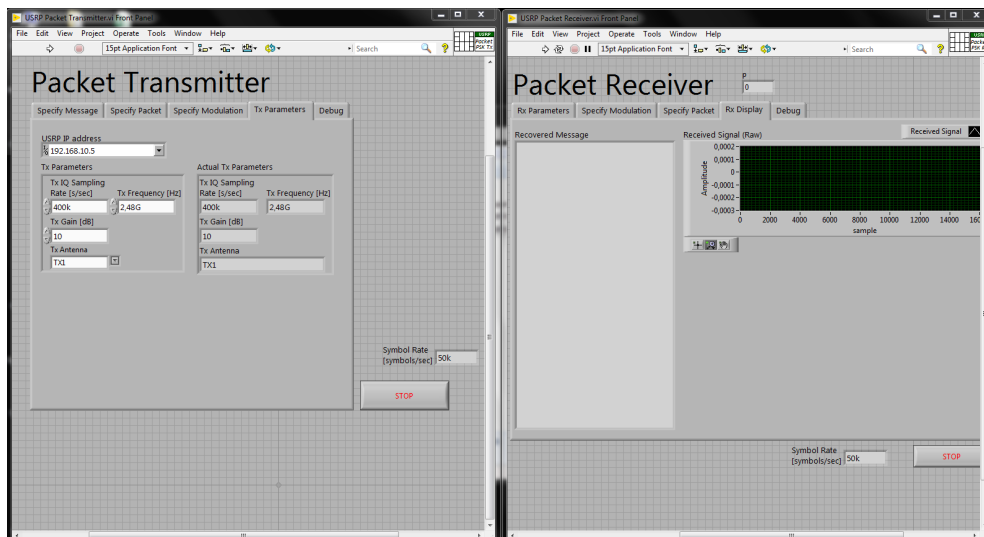 USRP Packet Transmitter.vi Front Panel
File Edit View Project Operate Tools Window Help
15pt Application Font
Search
USRP
Packet
PSK Tx
Packet Transmitter
Specify Message Specify Packet Specify Modulation Tx Parameters Debug
USRP IP address
192.168.10.5
Tx Parameters
Tx IQ Sampling
Rate [s/sec] Tx Frequency [Hz]
400k 2,48G
Tx Gain [dB]
10
Tx Antenna
TX1
Actual Tx Parameters
Tx IQ Sampling
Rate [s/sec] Tx Frequency [Hz]
400k 2,48G
Tx Gain [dB]
10
Tx Antenna
TX1
Symbol Rate
[symbols/sec] 50k
STOP
USRP Packet Receiver.vi Front Panel
File Edit View Project Operate Tools Window Help
15pt Application Font
Search
Packet Receiver
p
0
Rx Parameters Specify Modulation Specify Packet Rx Display Debug
Recovered Message
Received Signal (Raw)
Received Signal
Amplitude
0,0002
0,0001
0
-0,0001
-0,0002
-0,0003
0 2000 4000 6000 8000 10000 12000 14000
sample
Symbol Rate
[symbols/sec] 50k
STOP